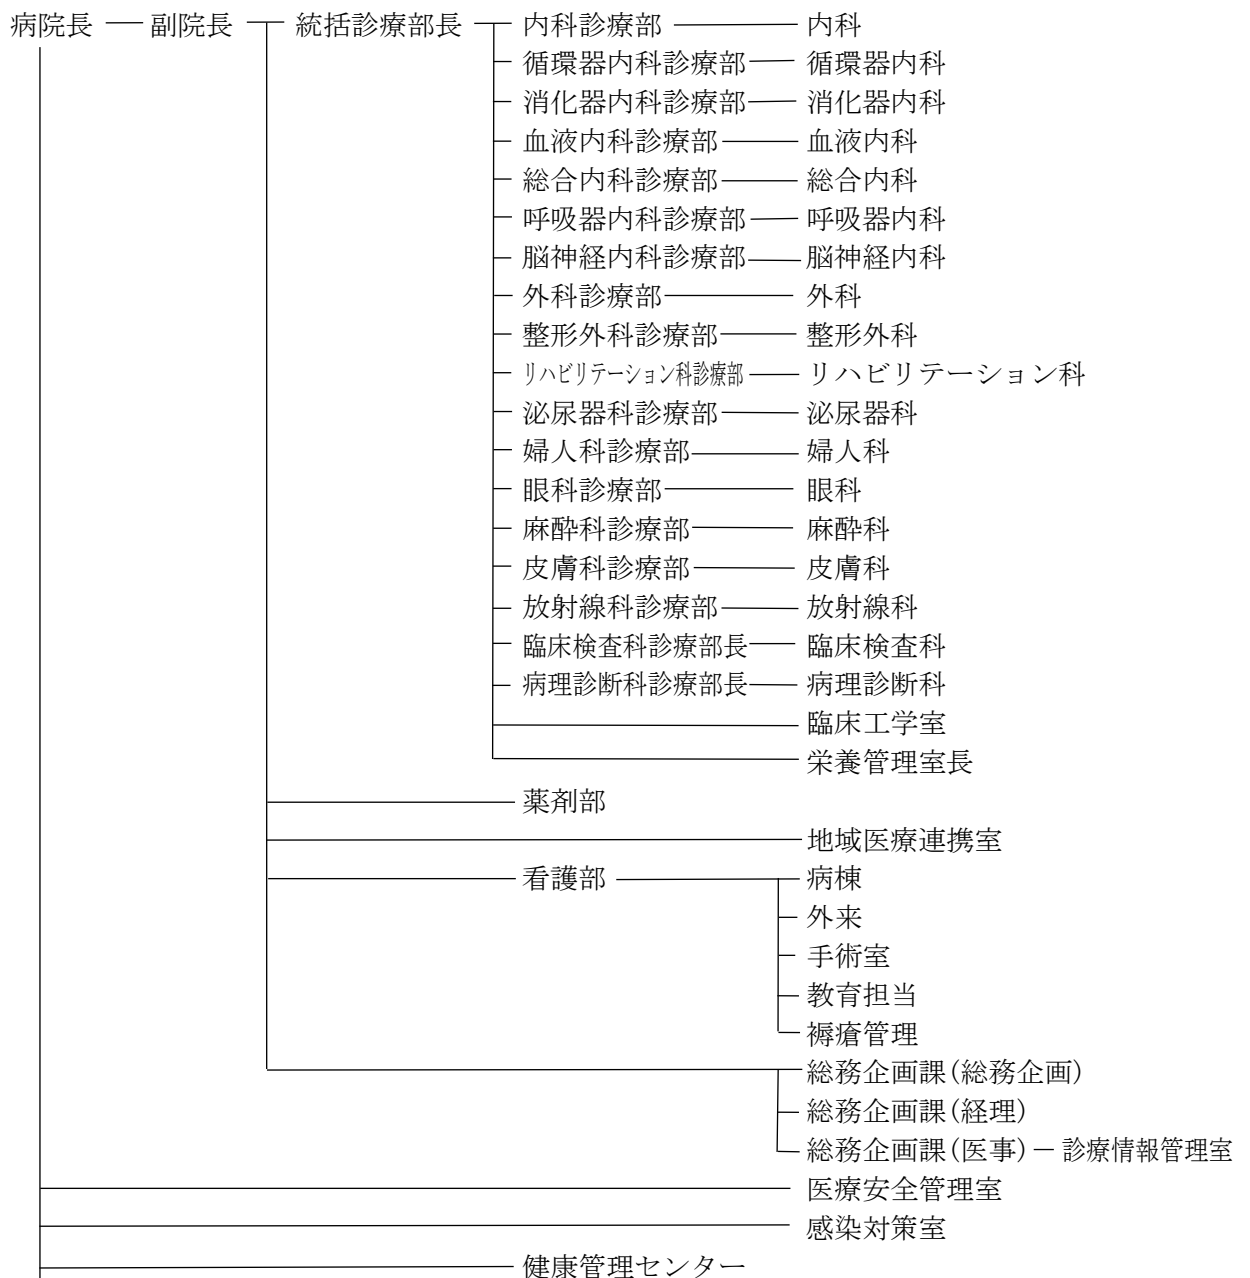 病院長 副院長 統括診療部長 内科診療部 内科
循環器内科診療部 循環器内科
消化器内科診療部 消化器内科
血液内科診療部 血液内科
総合内科診療部 総合内科
呼吸器内科診療部 呼吸器内科
脳神経内科診療部 脳神経内科
外科診療部 外科
整形外科診療部 整形外科
リハビリテーション科診療部 リハビリテーション科
泌尿器科診療部 泌尿器科
婦人科診療部 婦人科
眼科診療部 眼科
麻酔科診療部 麻酔科
皮膚科診療部 皮膚科
放射線科診療部 放射線科
臨床検査科診療部長 臨床検査科
病理診断科診療部長 病理診断科
臨床工学室
栄養管理室長
薬剤部
地域医療連携室
看護部 病棟
外来
手術室
教育担当
褥瘡管理
総務企画課(総務企画)
総務企画課(経理)
総務企画課(医事)－診療情報管理室
医療安全管理室
感染対策室
健康管理センター